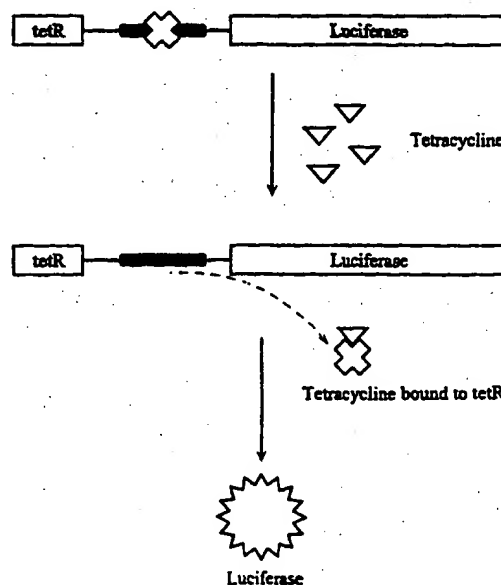 tetR Luciferase
Tetracycline
tetR Luciferase
Tetracycline bound to tetR
Luciferase